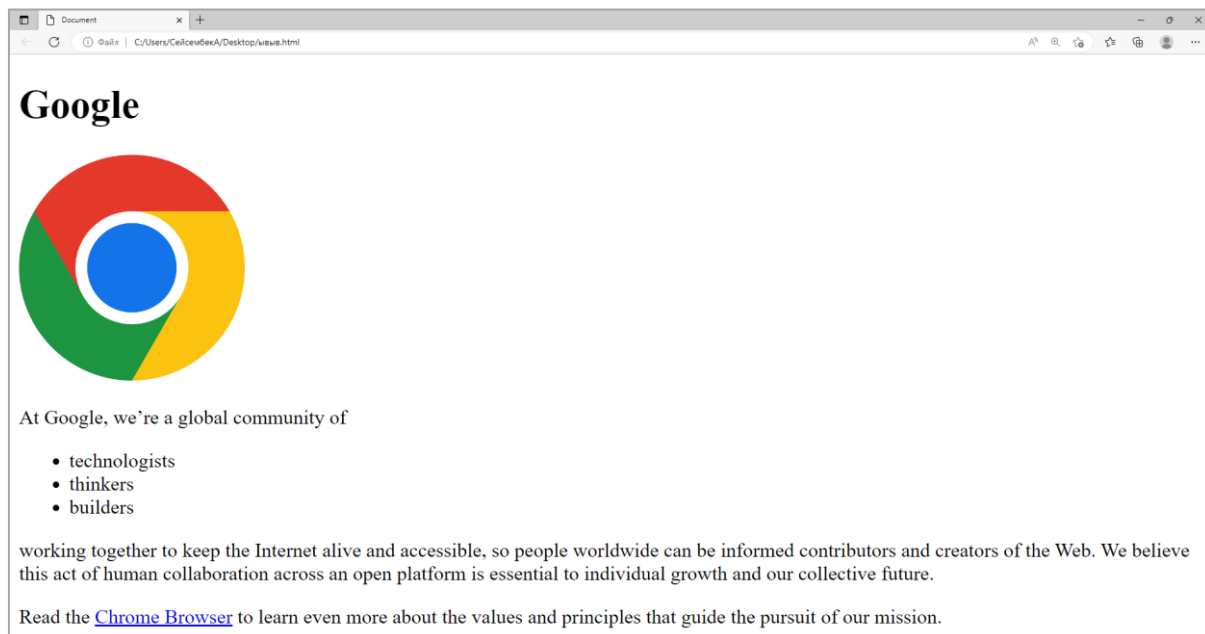 Document
Файл | C:/Users/СейсембекА/Desktop/ывыв.html
Google
At Google, we’re a global community of
• technologists
• thinkers
• builders
working together to keep the Internet alive and accessible, so people worldwide can be informed contributors and creators of the Web. We believe
this act of human collaboration across an open platform is essential to individual growth and our collective future.
Read the Chrome Browser to learn even more about the values and principles that guide the pursuit of our mission.